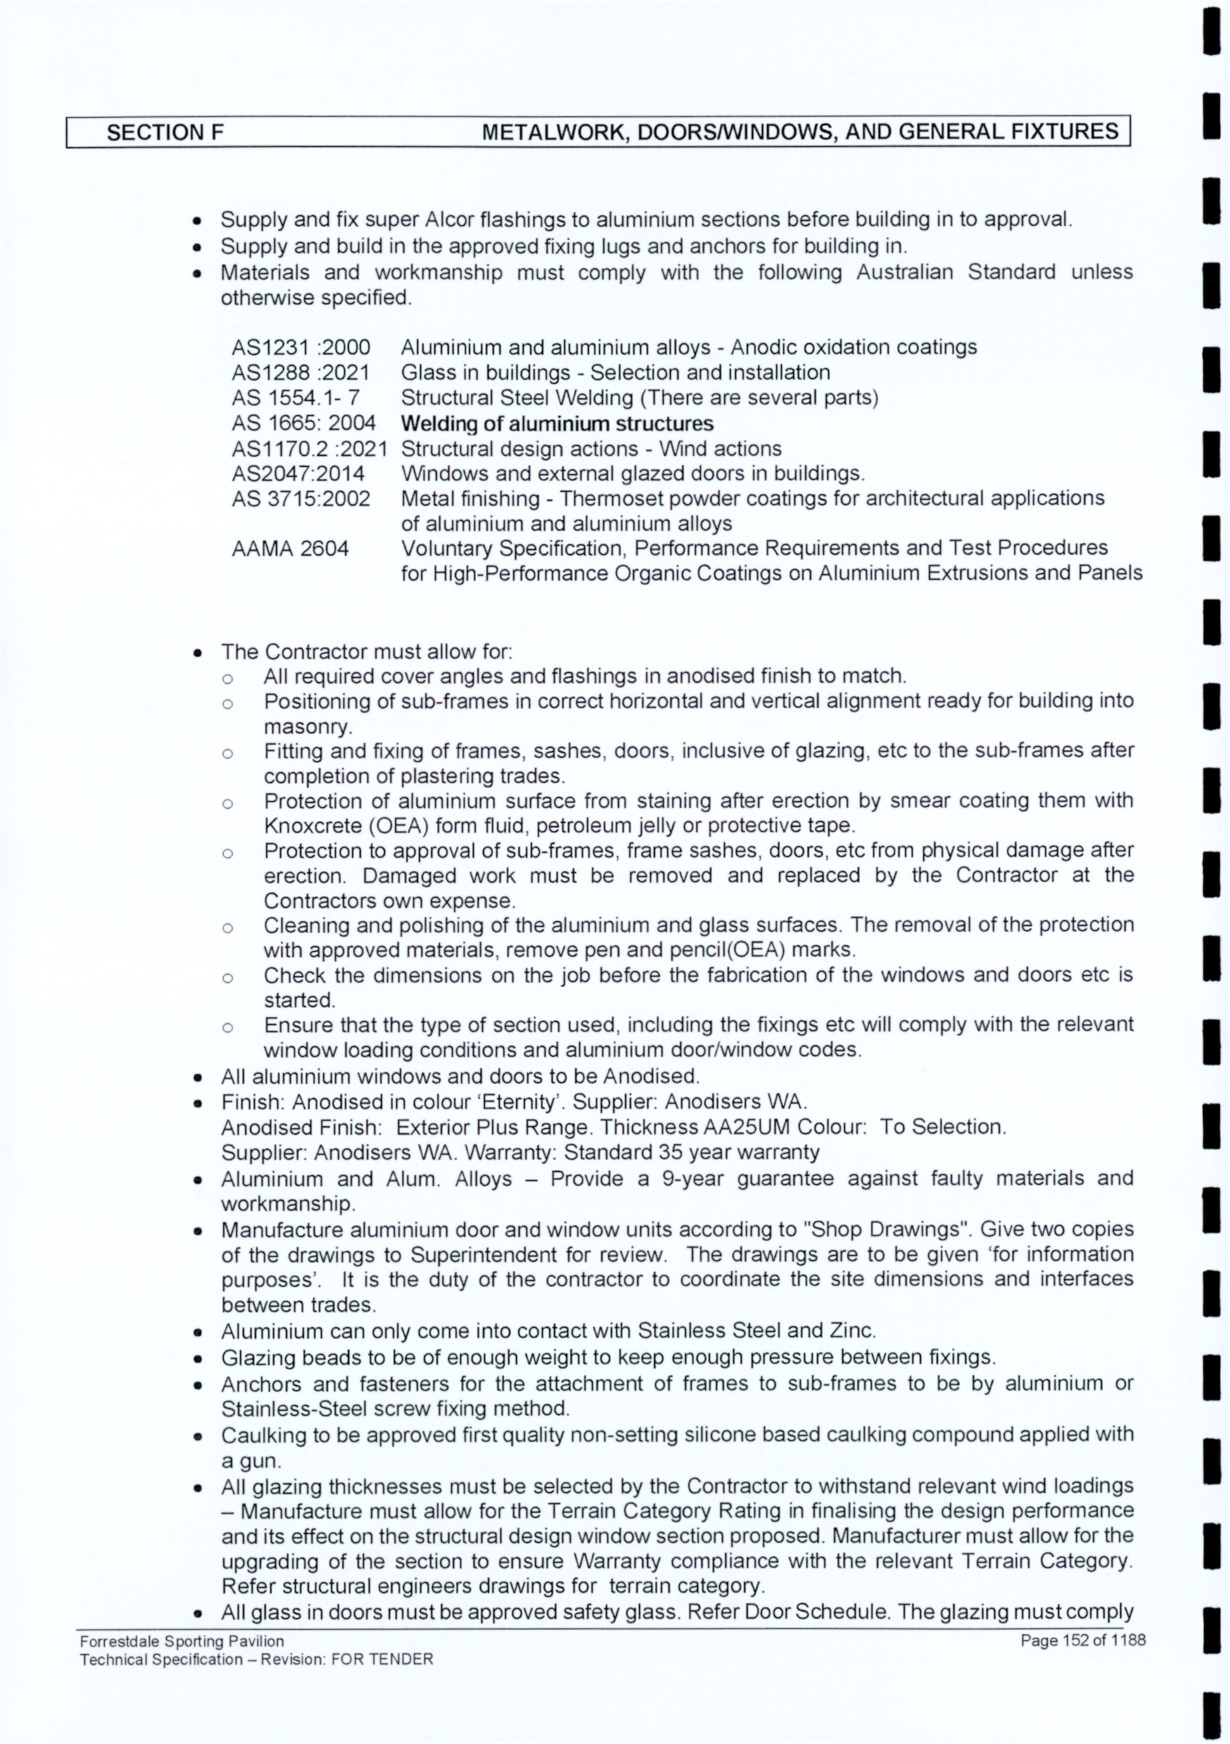 SECTION F METALWORK, DOORS/WINDOWS, AND GENERAL FIXTURES
• Supply and fix super Alcor flashings to aluminium sections before building in to approval.
• Supply and build in the approved fixing lugs and anchors for building in.
• Materials and workmanship must comply with the following Australian Standard unless
otherwise specified.
AS1231 :2000 Aluminium and aluminium alloys - Anodic oxidation coatings
AS1288 :2021 Glass in buildings - Selection and installation
AS 1554.1- 7 Structural Steel Welding (There are several parts)
AS 1665: 2004 Welding of aluminium structures
AS1170.2 :2021 Structural design actions - Wind actions
AS2047:2014 Windows and external glazed doors in buildings.
AS 3715:2002 Metal finishing - Thermoset powder coatings for architectural applications
of aluminium and aluminium alloys
AAMA 2604 Voluntary Specification, Performance Requirements and Test Procedures
for High-Performance Organic Coatings on Aluminium Extrusions and Panels
• The Contractor must allow for:
o All required cover angles and flashings in anodised finish to match.
o Positioning of sub-frames in correct horizontal and vertical alignment ready for building into
masonry.
o Fitting and fixing of frames, sashes, doors, inclusive of glazing, etc to the sub-frames after
completion of plastering trades.
o Protection of aluminium surface from staining after erection by smear coating them with
Knoxcrete (OEA) form fluid, petroleum jelly or protective tape.
o Protection to approval of sub-frames, frame sashes, doors, etc from physical damage after
erection. Damaged work must be removed and replaced by the Contractor at the
Contractors own expense.
o Cleaning and polishing of the aluminium and glass surfaces. The removal of the protection
with approved materials, remove pen and pencil(OEA) marks.
o Check the dimensions on the job before the fabrication of the windows and doors etc is
started.
o Ensure that the type of section used, including the fixings etc will comply with the relevant
window loading conditions and aluminium door/window codes.
• All aluminium windows and doors to be Anodised.
• Finish: Anodised in colour ‘Eternity’. Supplier: Anodisers WA.
Anodised Finish: Exterior Plus Range. Thickness AA25UM Colour: To Selection.
Supplier: Anodisers WA. Warranty: Standard 35 year warranty
• Aluminium and Alum. Alloys – Provide a 9-year guarantee against faulty materials and
workmanship.
• Manufacture aluminium door and window units according to "Shop Drawings". Give two copies
of the drawings to Superintendent for review. The drawings are to be given ‘for information
purposes’. It is the duty of the contractor to coordinate the site dimensions and interfaces
between trades.
• Aluminium can only come into contact with Stainless Steel and Zinc.
• Glazing beads to be of enough weight to keep enough pressure between fixings.
• Anchors and fasteners for the attachment of frames to sub-frames to be by aluminium or
Stainless-Steel screw fixing method.
• Caulking to be approved first quality non-setting silicone based caulking compound applied with
a gun.
• All glazing thicknesses must be selected by the Contractor to withstand relevant wind loadings
– Manufacture must allow for the Terrain Category Rating in finalising the design performance
and its effect on the structural design window section proposed. Manufacturer must allow for the
upgrading of the section to ensure Warranty compliance with the relevant Terrain Category.
Refer structural engineers drawings for terrain category.
• All glass in doors must be approved safety glass. Refer Door Schedule. The glazing must comply
Forrestdale Sporting Pavilion Page 152 of 1188
Technical Specification – Revision: FOR TENDER